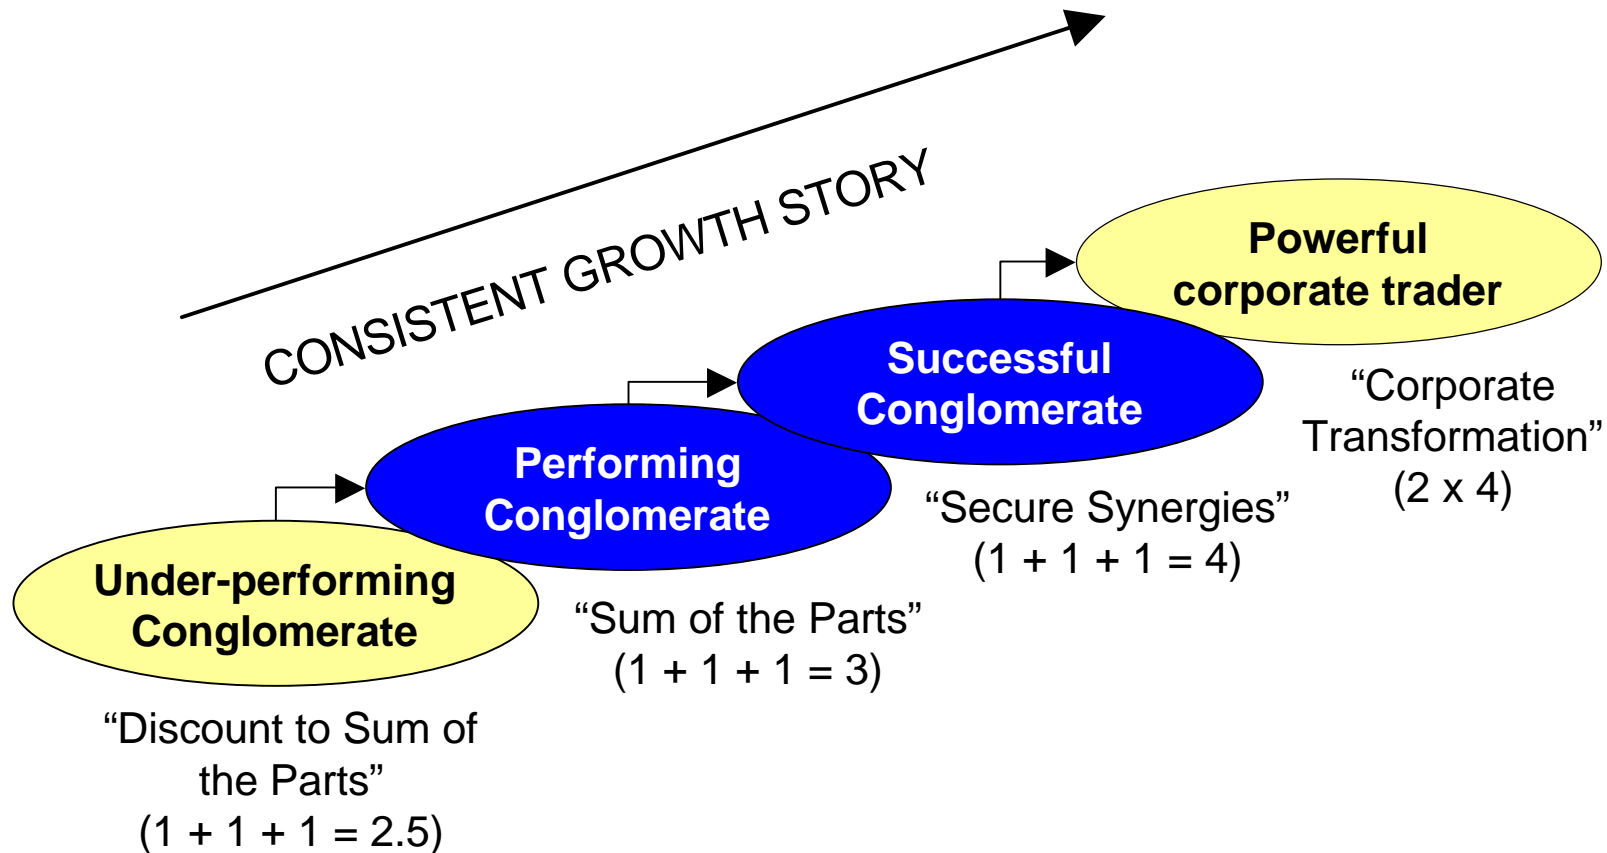 CONSISTENT GROWTH STORY
Powerful
corporate trader
“Corporate
Transformation”
(2 x 4)
Successful
Conglomerate
“Secure Synergies”
(1 + 1 + 1 = 4)
Performing
Conglomerate
“Sum of the Parts”
(1 + 1 + 1 = 3)
Under-performing
Conglomerate
“Discount to Sum of
the Parts”
(1 + 1 + 1 = 2.5)